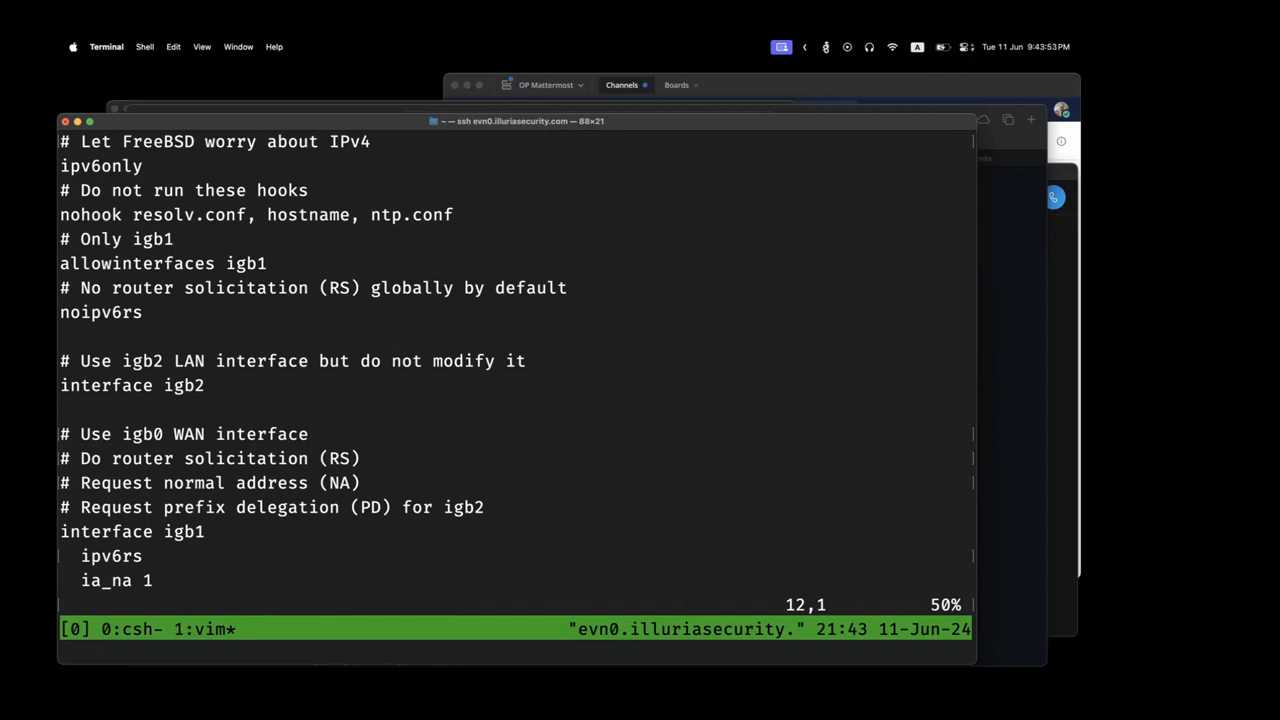 Terminal Shell Edit View Window Help
A Tue 11 Jun 9:43:53PM
OP Mattermost Channels Boards
~ — ssh evn0.illuriasecurity.com — 88×21
# Let FreeBSD worry about IPv4
ipv6only
# Do not run these hooks
nohook resolv.conf, hostname, ntp.conf
# Only igb1
allowinterfaces igb1
# No router solicitation (RS) globally by default
noipv6rs
# Use igb2 LAN interface but do not modify it
interface igb2
# Use igb0 WAN interface
# Do router solicitation (RS)
# Request normal address (NA)
# Request prefix delegation (PD) for igb2
interface igb1
ipv6rs
ia_na 1
12,1 50%
[0] 0:csh- 1:vim* "evn0.illuriasecurity." 21:43 11-Jun-24